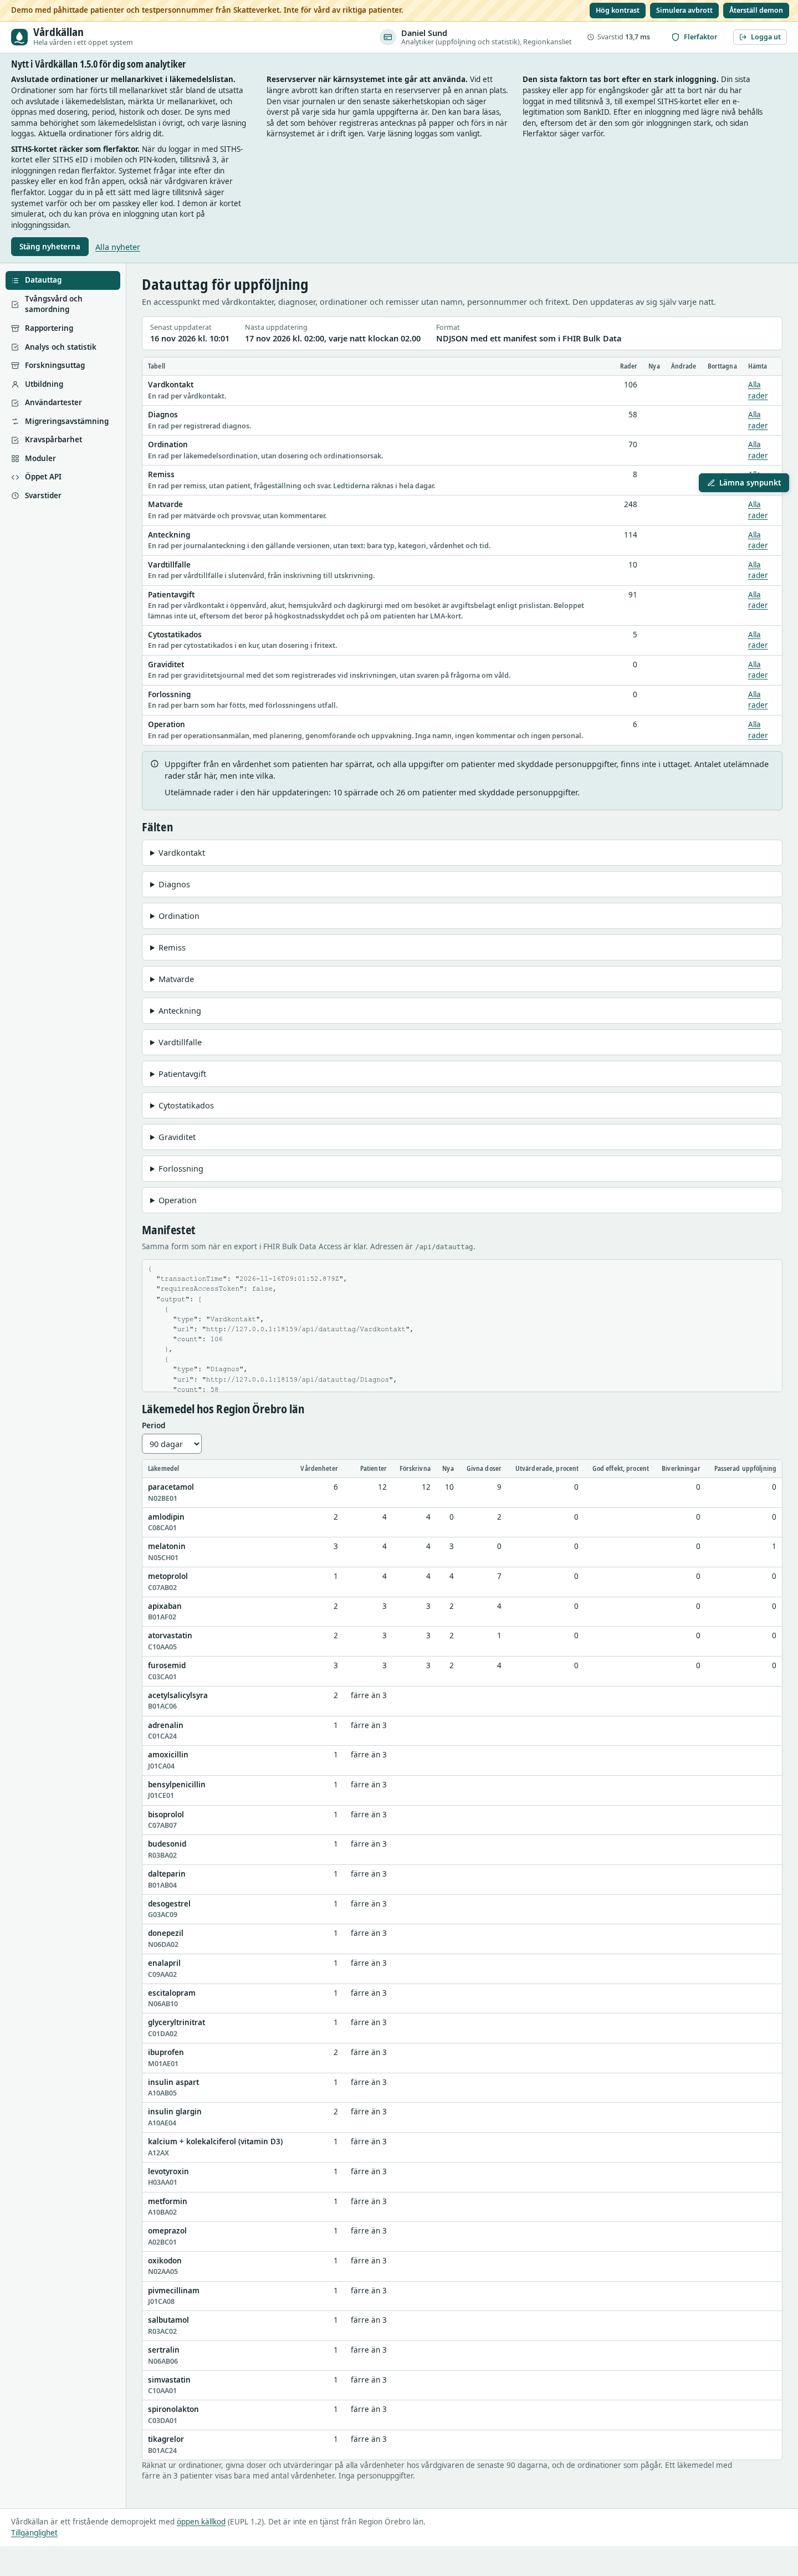 Demo med påhittade patienter och testpersonnummer från Skatteverket. Inte för vård av riktiga patienter.
Hög kontrast
Simulera avbrott
Återställ demon
Vårdkällan
Hela vården i ett öppet system
Daniel Sund
Analytiker (uppföljning och statistik), Regionkansliet
Svarstid 13,7 ms
Flerfaktor
Logga ut
Nytt i Vårdkällan 1.5.0 för dig som analytiker
Avslutade ordinationer ur mellanarkivet i läkemedelslistan.
Ordinationer som har förts till mellanarkivet bland de utsatta
och avslutade i läkemedelslistan, märkta Ur mellanarkivet, och
öppnas med dosering, period, historik och doser. De syns med
samma behörighet som läkemedelslistan i övrigt, och varje läsning
loggas. Aktuella ordinationer förs aldrig dit.
SITHS-kortet räcker som flerfaktor. När du loggar in med SITHS-
kortet eller SITHS eID i mobilen och PIN-koden, tillitsnivå 3, är
inloggningen redan flerfaktor. Systemet frågar inte efter din
passkey eller en kod från appen, också när vårdgivaren kräver
flerfaktor. Loggar du in på ett sätt med lägre tillitsnivå säger
systemet varför och ber om passkey eller kod. I demon är kortet
simulerat, och du kan pröva en inloggning utan kort på
inloggningssidan.
Reservserver när kärnsystemet inte går att använda. Vid ett
längre avbrott kan driften starta en reservserver på en annan plats.
Den visar journalen ur den senaste säkerhetskopian och säger
överst på varje sida hur gamla uppgifterna är. Den kan bara läsas,
så det som behöver registreras antecknas på papper och förs in när
kärnsystemet är i drift igen. Varje läsning loggas som vanligt.
Den sista faktorn tas bort efter en stark inloggning. Din sista
passkey eller app för engångskoder går att ta bort när du har
loggat in med tillitsnivå 3, till exempel SITHS-kortet eller en e-
legitimation som BankID. Efter en inloggning med lägre nivå behålls
den, eftersom det är den som gör inloggningen stark, och sidan
Flerfaktor säger varför.
Stäng nyheterna
Alla nyheter
Datauttag
Tvångsvård och
samordning
Rapportering
Analys och statistik
Forskningsuttag
Utbildning
Användartester
Migreringsavstämning
Kravspårbarhet
Moduler
Öppet API
Svarstider
Datauttag för uppföljning
En accesspunkt med vårdkontakter, diagnoser, ordinationer och remisser utan namn, personnummer och fritext. Den uppdateras av sig själv varje natt.
Senast uppdaterat
16 nov 2026 kl. 10:01
Nästa uppdatering
17 nov 2026 kl. 02:00, varje natt klockan 02.00
Format
NDJSON med ett manifest som i FHIR Bulk Data
Tabell Rader Nya Ändrade Borttagna Hämta
Vardkontakt 106 Alla rader
En rad per vårdkontakt.
Diagnos 58 Alla rader
En rad per registrerad diagnos.
Ordination 70 Alla rader
En rad per läkemedelsordination, utan dosering och ordinationsorsak.
Remiss 8
En rad per remiss, utan patient, frågeställning och svar. Ledtiderna räknas i hela dagar.
Lämna synpunkt
Matvarde 248 Alla rader
En rad per mätvärde och provsvar, utan kommentarer.
Anteckning 114 Alla rader
En rad per journalanteckning i den gällande versionen, utan text: bara typ, kategori, vårdenhet och tid.
Vardtillfalle 10 Alla rader
En rad per vårdtillfälle i slutenvård, från inskrivning till utskrivning.
Patientavgift 91 Alla rader
En rad per vårdkontakt i öppenvård, akut, hemsjukvård och dagkirurgi med om besöket är avgiftsbelagt enligt prislistan. Beloppet
lämnas inte ut, eftersom det beror på högkostnadsskyddet och på om patienten har LMA-kort.
Cytostatikados 5 Alla rader
En rad per cytostatikados i en kur, utan dosering i fritext.
Graviditet 0 Alla rader
En rad per graviditetsjournal med det som registrerades vid inskrivningen, utan svaren på frågorna om våld.
Forlossning 0 Alla rader
En rad per barn som har fötts, med förlossningens utfall.
Operation 6 Alla rader
En rad per operationsanmälan, med planering, genomförande och uppvakning. Inga namn, ingen kommentar och ingen personal.
Uppgifter från en vårdenhet som patienten har spärrat, och alla uppgifter om patienter med skyddade personuppgifter, finns inte i uttaget. Antalet utelämnade
rader står här, men inte vilka.
Utelämnade rader i den här uppdateringen: 10 spärrade och 26 om patienter med skyddade personuppgifter.
Fälten
Vardkontakt
Diagnos
Ordination
Remiss
Matvarde
Anteckning
Vardtillfalle
Patientavgift
Cytostatikados
Graviditet
Forlossning
Operation
Manifestet
Samma form som när en export i FHIR Bulk Data Access är klar. Adressen är /api/datauttag.
{
"transactionTime": "2026-11-16T09:01:52.879Z",
"requiresAccessToken": false,
"output": [
{
"type": "Vardkontakt",
"url": "http://127.0.0.1:18159/api/datauttag/Vardkontakt",
"count": 106
},
{
"type": "Diagnos",
"url": "http://127.0.0.1:18159/api/datauttag/Diagnos",
"count": 58
Läkemedel hos Region Örebro län
Period
90 dagar
Läkemedel Vårdenheter Patienter Förskrivna Nya Givna doser Utvärderade, procent God effekt, procent Biverkningar Passerad uppföljning
paracetamol 6 12 12 10 9 0 0 0
N02BE01
amlodipin 2 4 4 0 2 0 0 0
C08CA01
melatonin 3 4 4 3 0 0 0 1
N05CH01
metoprolol 1 4 4 4 7 0 0 0
C07AB02
apixaban 2 3 3 2 4 0 0 0
B01AF02
atorvastatin 2 3 3 2 1 0 0 0
C10AA05
furosemid 3 3 3 2 4 0 0 0
C03CA01
acetylsalicylsyra 2 färre än 3
B01AC06
adrenalin 1 färre än 3
C01CA24
amoxicillin 1 färre än 3
J01CA04
bensylpenicillin 1 färre än 3
J01CE01
bisoprolol 1 färre än 3
C07AB07
budesonid 1 färre än 3
R03BA02
dalteparin 1 färre än 3
B01AB04
desogestrel 1 färre än 3
G03AC09
donepezil 1 färre än 3
N06DA02
enalapril 1 färre än 3
C09AA02
escitalopram 1 färre än 3
N06AB10
glyceryltrinitrat 1 färre än 3
C01DA02
ibuprofen 2 färre än 3
M01AE01
insulin aspart 1 färre än 3
A10AB05
insulin glargin 2 färre än 3
A10AE04
kalcium + kolekalciferol (vitamin D3) 1 färre än 3
A12AX
levotyroxin 1 färre än 3
H03AA01
metformin 1 färre än 3
A10BA02
omeprazol 1 färre än 3
A02BC01
oxikodon 1 färre än 3
N02AA05
pivmecillinam 1 färre än 3
J01CA08
salbutamol 1 färre än 3
R03AC02
sertralin 1 färre än 3
N06AB06
simvastatin 1 färre än 3
C10AA01
spironolakton 1 färre än 3
C03DA01
tikagrelor 1 färre än 3
B01AC24
Räknat ur ordinationer, givna doser och utvärderingar på alla vårdenheter hos vårdgivaren de senaste 90 dagarna, och de ordinationer som pågår. Ett läkemedel med
färre än 3 patienter visas bara med antal vårdenheter. Inga personuppgifter.
Vårdkällan är ett fristående demoprojekt med öppen källkod (EUPL 1.2). Det är inte en tjänst från Region Örebro län.
Tillgänglighet